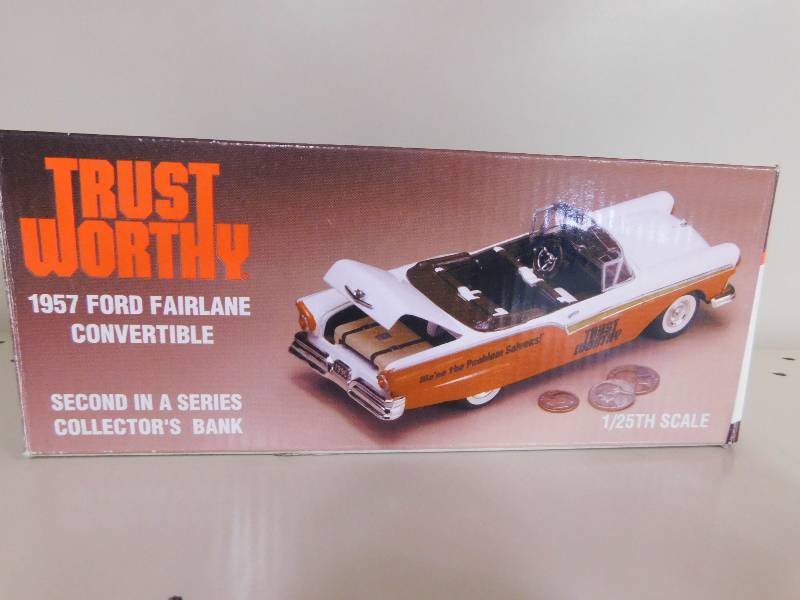 TRUST
WORTHY
1957 FORD FAIRLANE
CONVERTIBLE
SECOND IN A SERIES
COLLECTOR'S BANK
We're the Problem Solvers!
TRUST
WORTHY
1/25TH SCALE